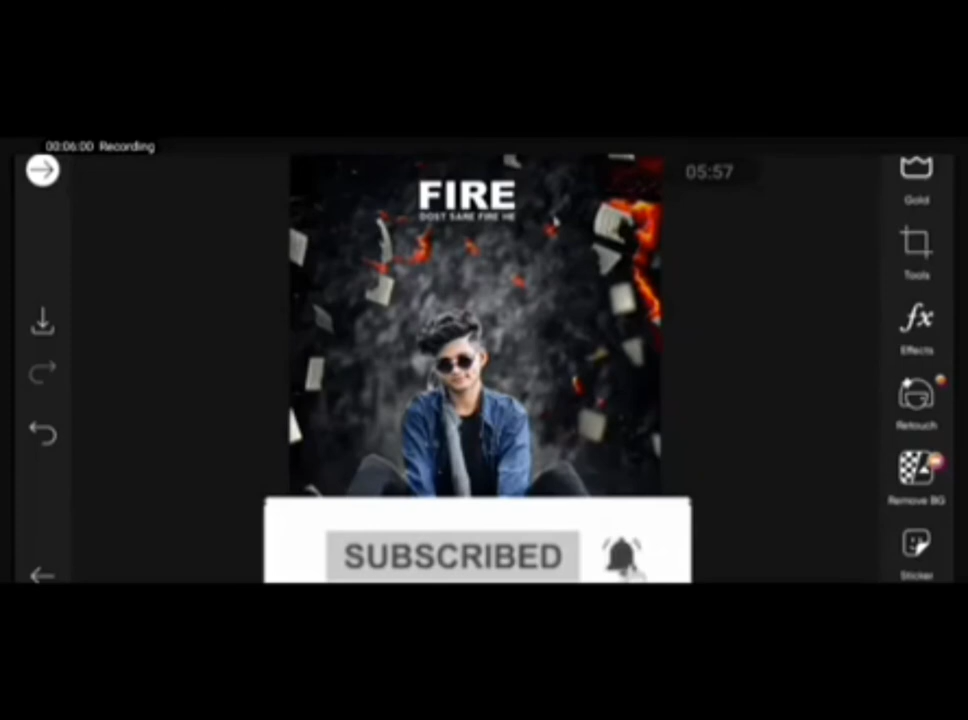 00:06:00 Recording
05:57
FIRE
DOST SARE FIRE HE
Gold
Tools
fx
Effects
Retouch
Remove BG
Sticker
SUBSCRIBED